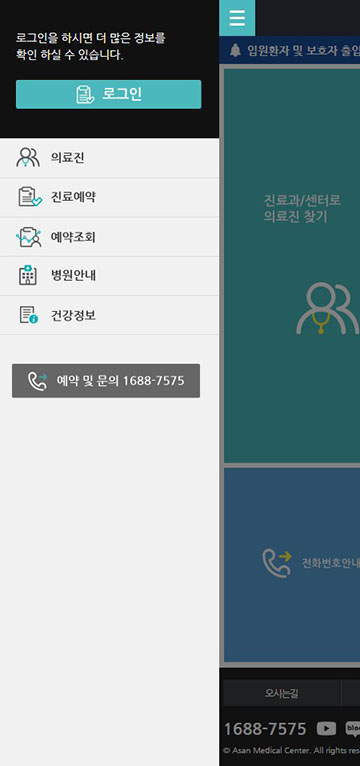 로그인을 하시면 더 많은 정보를
확인 하실 수 있습니다.
로그인
의료진
진료예약
예약조회
병원안내
건강정보
예약 및 문의 1688-7575
입원환자 및 보호자 출입
진료과/센터로
의료진 찾기
전화번호안내
오시는길
1688-7575
blog
© Asan Medical Center. All rights res